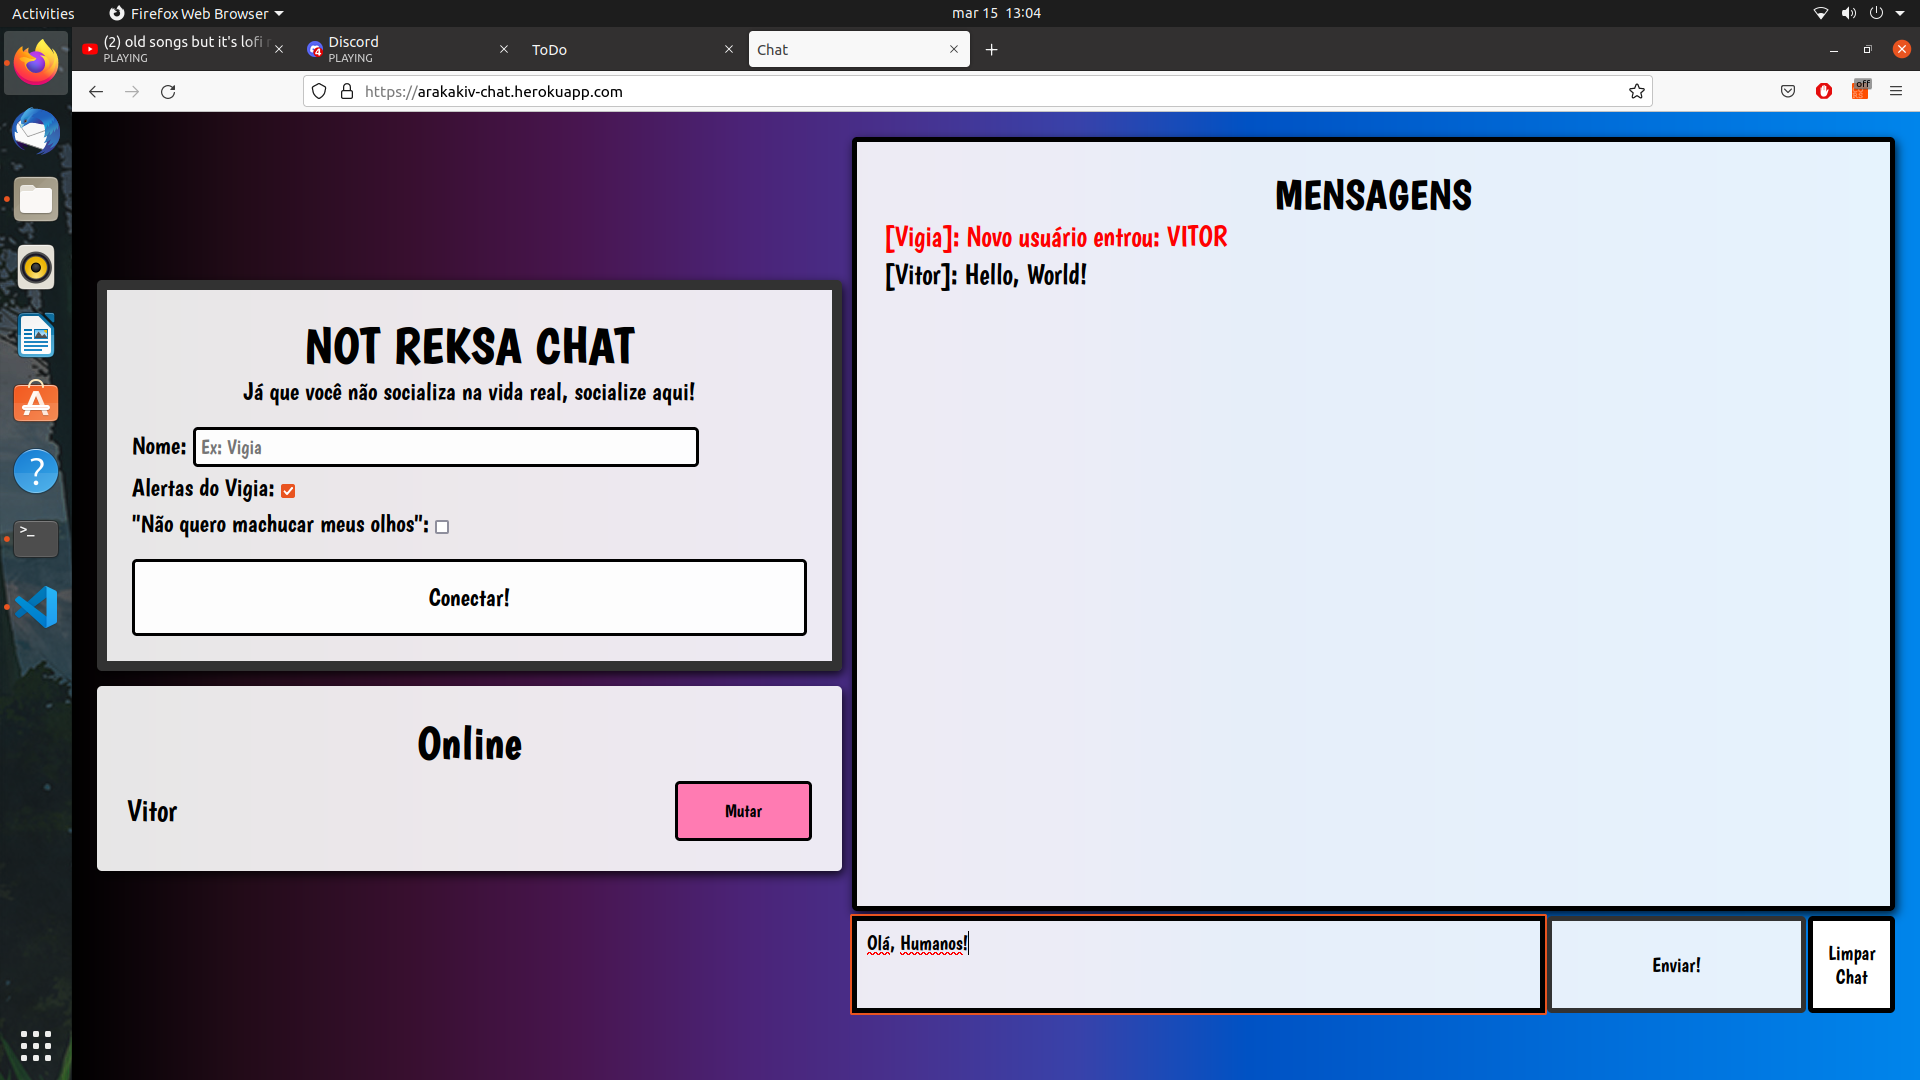 Activities
Firefox Web Browser
mar 15 13:04
(2) old songs but it's lofi
PLAYING
Discord
PLAYING
ToDo
Chat
https://arakakiv-chat.herokuapp.com
off
NOT REKSA CHAT
Já que você não socializa na vida real, socialize aqui!
Nome: Ex: Vigia
Alertas do Vigia:
"Não quero machucar meus olhos":
Conectar!
Online
Vitor
Mutar
MENSAGENS
[Vigia]: Novo usuário entrou: VITOR
[Vitor]: Hello, World!
Olá, Humanos!
Enviar!
Limpar
Chat